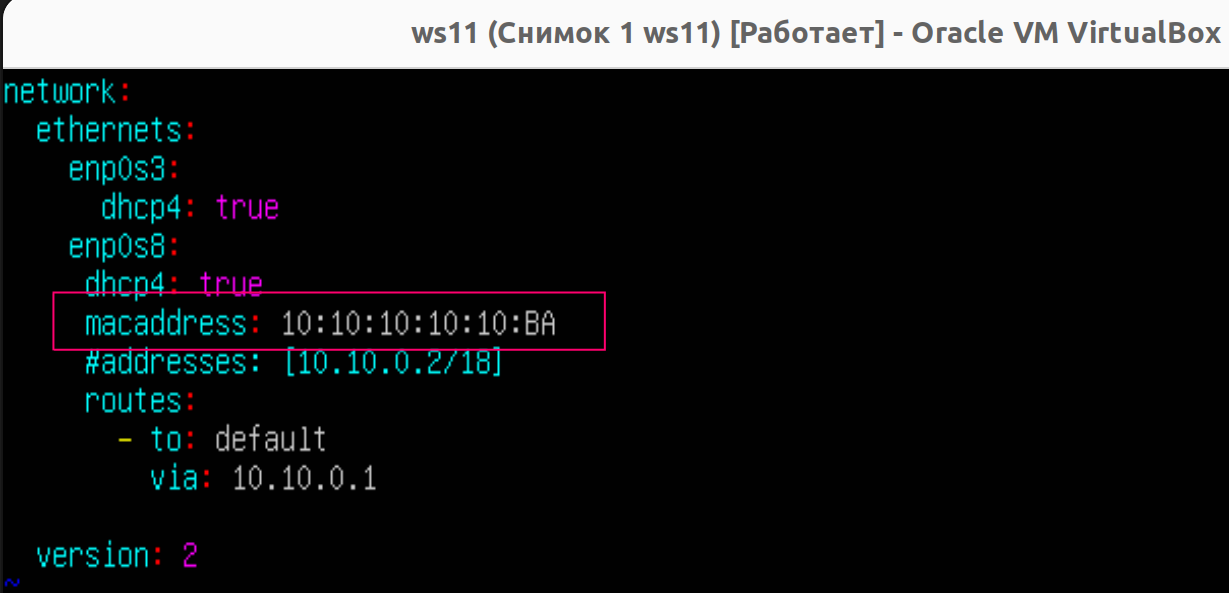 ws11 (Снимок 1 ws11) [Работает] - Oracle VM VirtualBox
network:
  ethernets:
    enp0s3:
      dhcp4: true
    enp0s8:
     dhcp4: true
     macaddress: 10:10:10:10:10:BA
     #addresses: [10.10.0.2/18]
     routes:
       - to: default
         via: 10.10.0.1
  version: 2
~